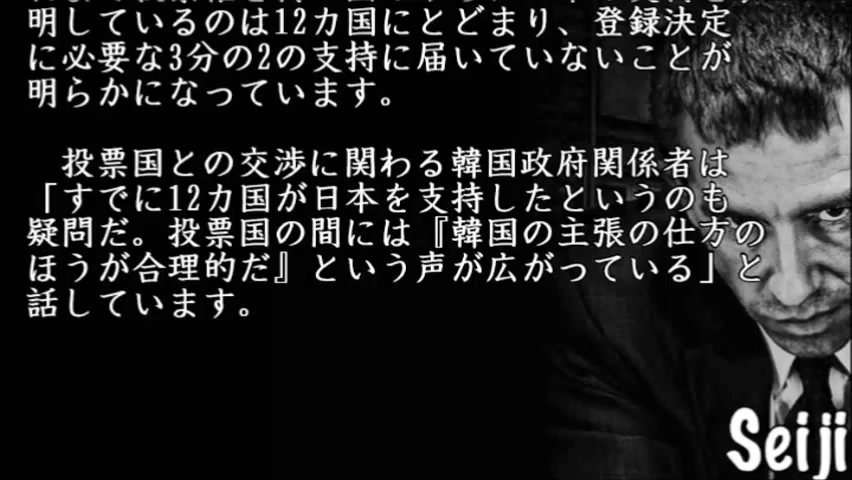 明しているのは12カ国にとどまり、登録決定
に必要な3分の2の支持に届いていないことが
明らかになっています。
投票国との交渉に関わる韓国政府関係者は
「すでに12カ国が日本を支持したというのも
疑問だ。投票国の間には『韓国の主張の仕方の
ほうが合理的だ』という声が広がっている」と
話しています。
Seiji